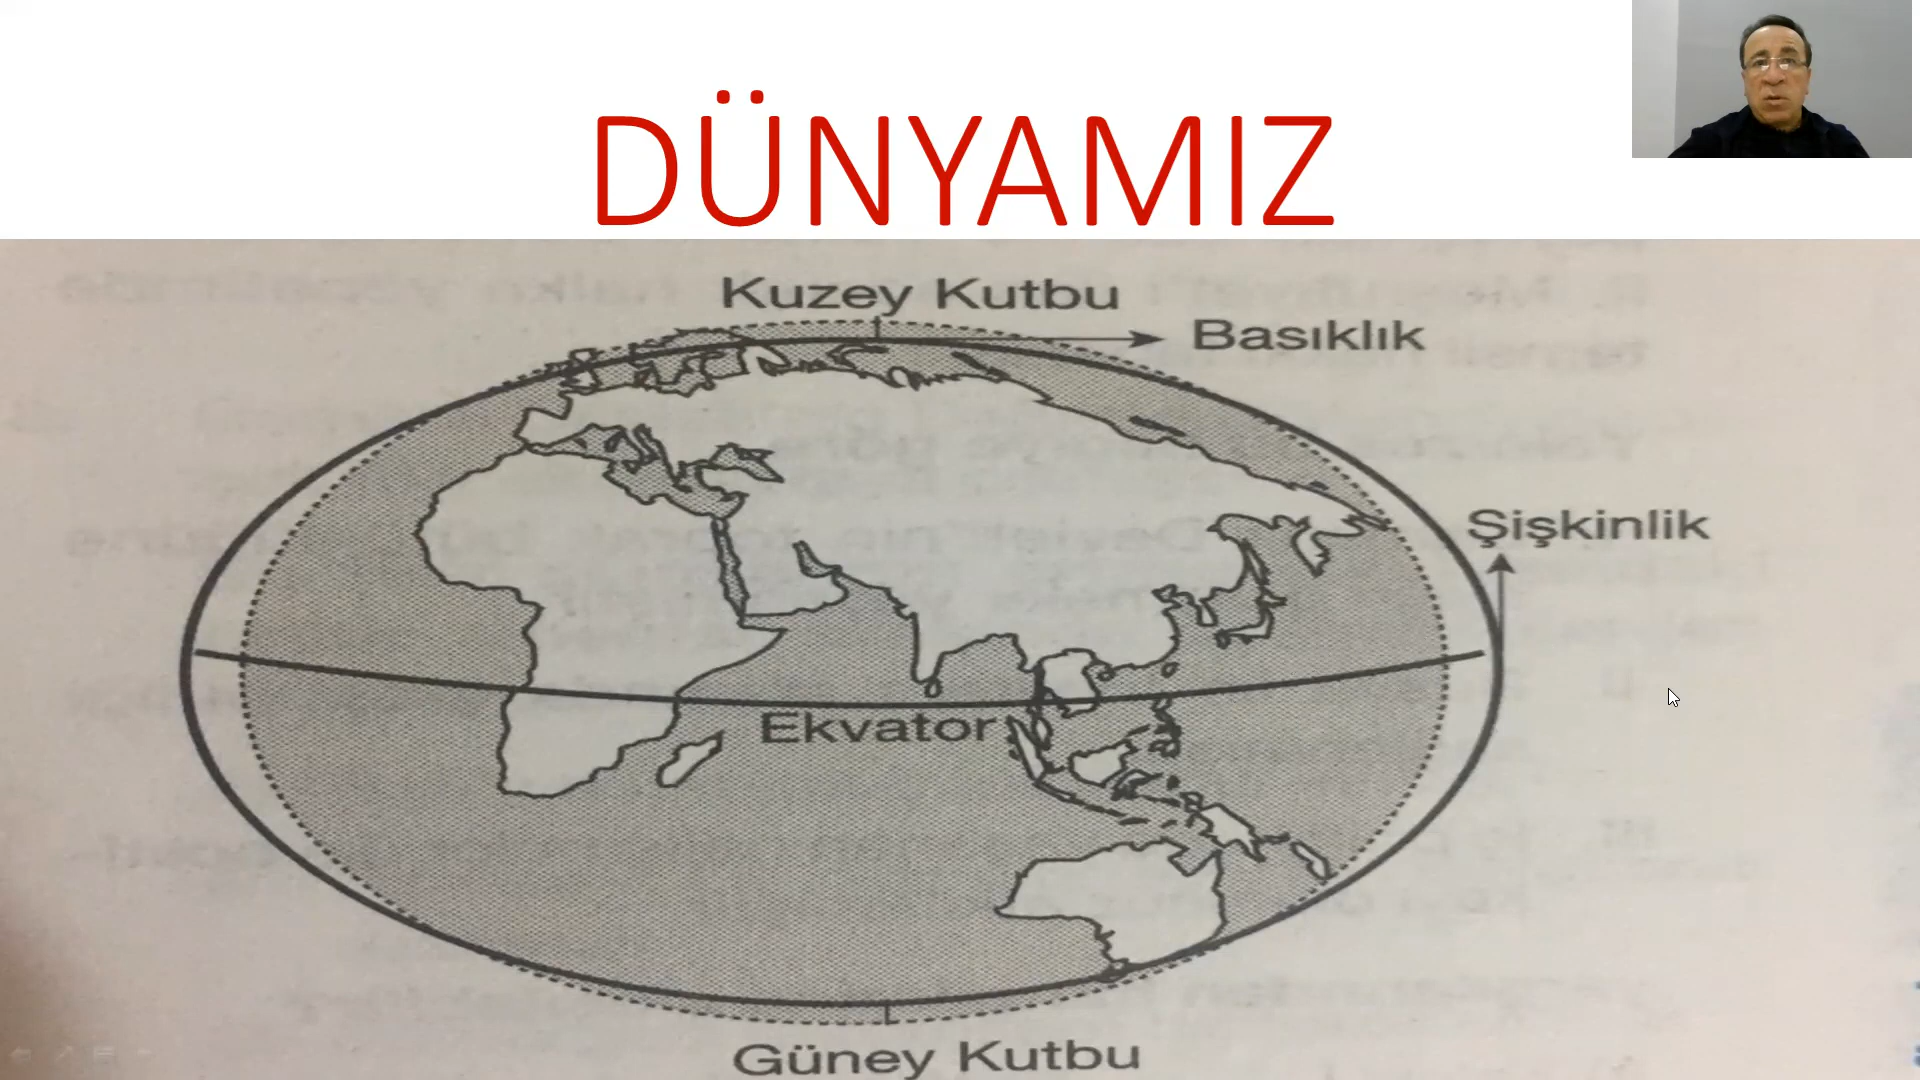 DÜNYAMIZ
Kuzey Kutbu
Basıklık
Şişkinlik
Ekvator
Güney Kutbu